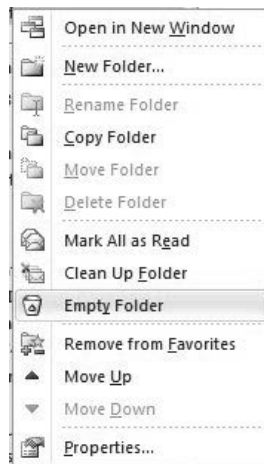 Open in New Window
New Folder...
Rename Folder
Copy Folder
Move Folder
Delete Folder
Mark All as Read
Clean Up Folder
Empty Folder
Remove from Favorites
Move Up
Move Down
Properties...